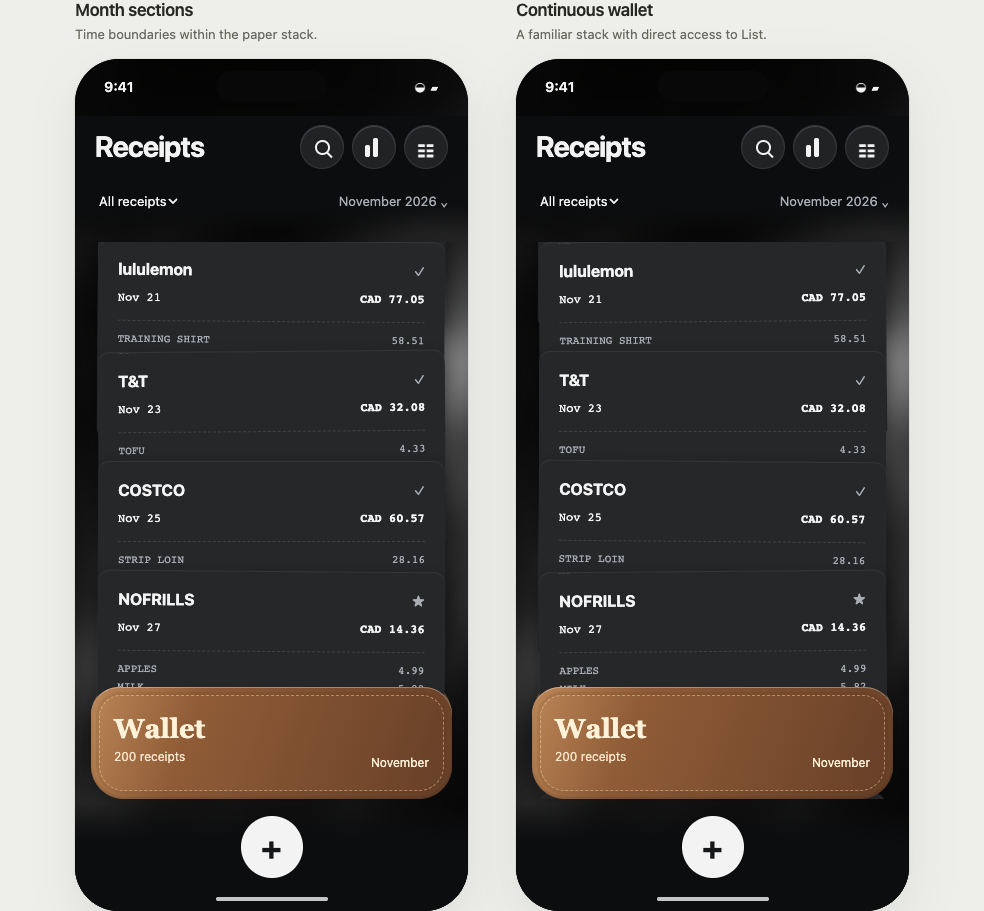 Month sections
Time boundaries within the paper stack.
9:41
Receipts
All receipts
November 2026
lululemon
Nov 21 CAD 77.05
TRAINING SHIRT 58.51
T&T
Nov 23 CAD 32.08
TOFU 4.33
COSTCO
Nov 25 CAD 60.57
STRIP LOIN 28.16
NOFRILLS
Nov 27 CAD 14.36
APPLES 4.99
Wallet
200 receipts
November
+
Continuous wallet
A familiar stack with direct access to List.
9:41
Receipts
All receipts
November 2026
lululemon
Nov 21 CAD 77.05
TRAINING SHIRT 58.51
T&T
Nov 23 CAD 32.08
TOFU 4.33
COSTCO
Nov 25 CAD 60.57
STRIP LOIN 28.16
NOFRILLS
Nov 27 CAD 14.36
APPLES 4.99
Wallet
200 receipts
November
+